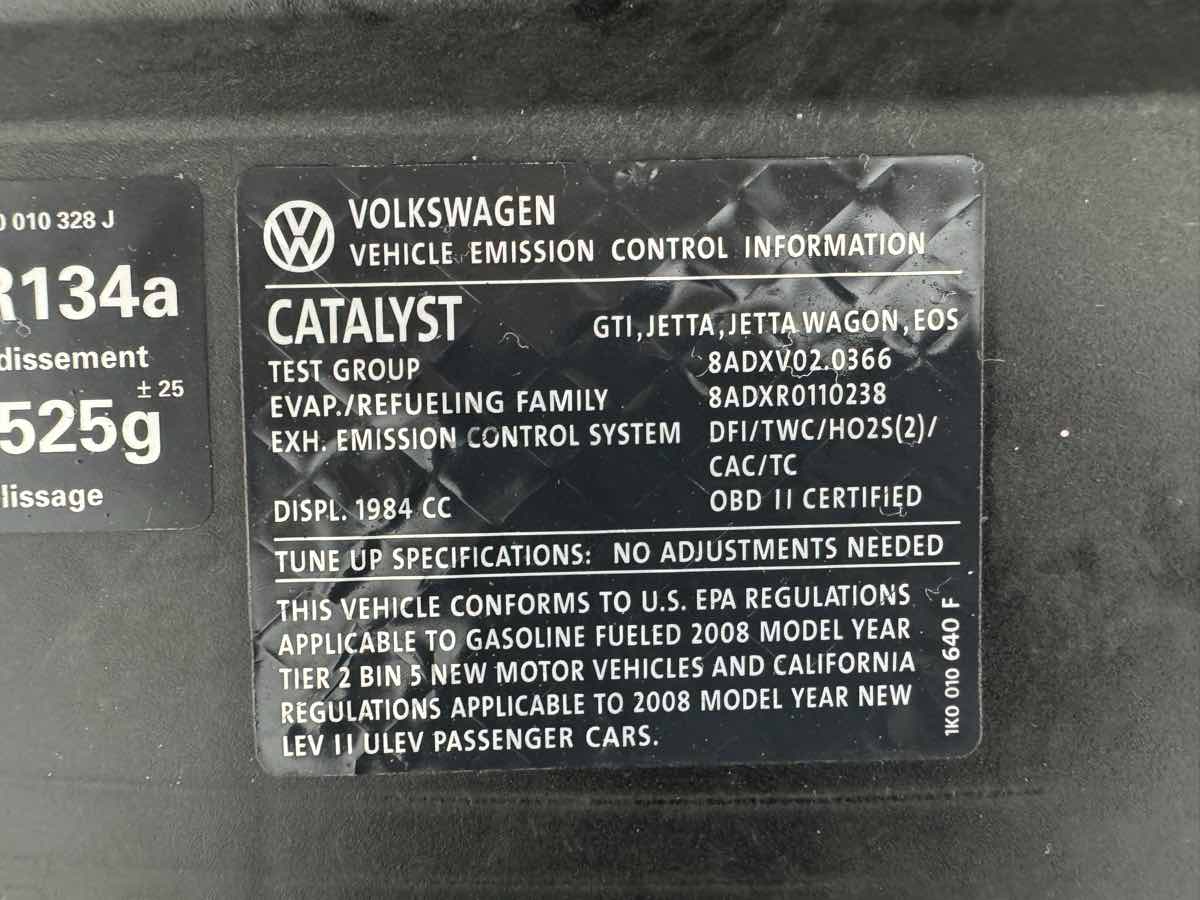 0 010 328 J
R134a
dissement
± 25
525g
lissage
VOLKSWAGEN
VEHICLE EMISSION CONTROL INFORMATION
CATALYST GTI, JETTA, JETTA WAGON, EOS
TEST GROUP 8ADXV02.0366
EVAP./REFUELING FAMILY 8ADXR0110238
EXH. EMISSION CONTROL SYSTEM DFI/TWC/HO2S(2)/
CAC/TC
DISPL. 1984 CC OBD II CERTIFIED
TUNE UP SPECIFICATIONS: NO ADJUSTMENTS NEEDED
THIS VEHICLE CONFORMS TO U.S. EPA REGULATIONS
APPLICABLE TO GASOLINE FUELED 2008 MODEL YEAR
TIER 2 BIN 5 NEW MOTOR VEHICLES AND CALIFORNIA
REGULATIONS APPLICABLE TO 2008 MODEL YEAR NEW
LEV II ULEV PASSENGER CARS.
1K0 010 640 F